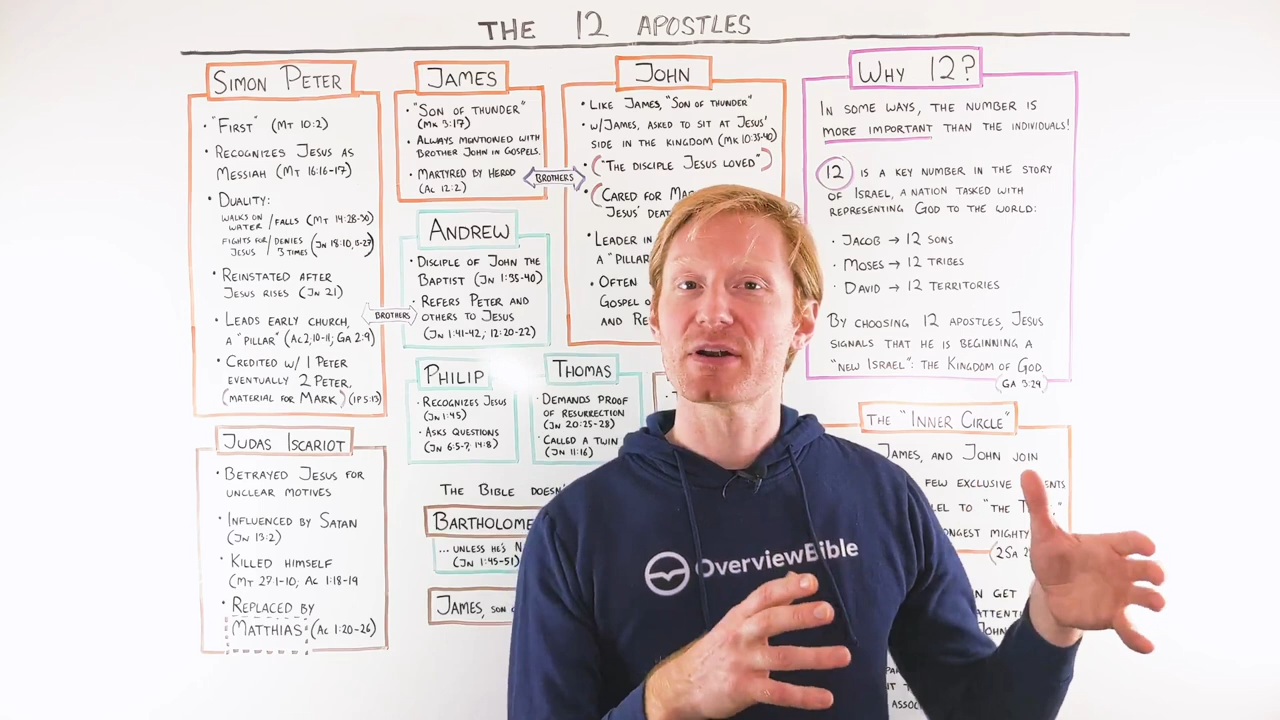 THE 12 APOSTLES
SIMON PETER
• "FIRST" (MT 10:2)
• RECOGNIZES JESUS AS
MESSIAH (MT 16:16-17)
• DUALITY:
WALKS ON
WATER / FALLS (MT 14:28-30)
FIGHTS FOR
JESUS / DENIES
3 TIMES
• REINSTATED AFTER
JESUS RISES (JN 21)
• LEADS EARLY CHURCH,
A "PILLAR" (AC 2; 10-11; GA 2:9)
• CREDITED W/ 1 PETER
EVENTUALLY 2 PETER,
(MATERIAL FOR MARK) (1P 5:13)
BROTHERS
JUDAS ISCARIOT
• BETRAYED JESUS FOR
UNCLEAR MOTIVES
• INFLUENCED BY SATAN
(JN 13:2)
• KILLED HIMSELF
(MT 27:1-10; AC 1:18-19
• REPLACED BY
MATTHIAS (AC 1:20-26)
JAMES
• "SON OF THUNDER"
(MK 3:17)
• ALWAYS MENTIONED WITH
BROTHER JOHN IN GOSPELS.
• MARTYRED BY HEROD
(AC 12:2)
BROTHERS
ANDREW
• DISCIPLE OF JOHN THE
BAPTIST (JN 1:35-40)
• REFERS PETER AND
OTHERS TO JESUS
(JN 1:41-42; 12:20-22)
PHILIP
• RECOGNIZES JESUS
(JN 1:45)
• ASKS QUESTIONS
(JN 6:5-7, 14:8)
THOMAS
• DEMANDS PROOF
OF RESURRECTION
(JN 20:25-28)
• CALLED A TWIN
(JN 11:16)
THE BIBLE DOESN'
BARTHOLOME
... UNLESS HE'S N
(JN 1:45-51)
JAMES, SON
JOHN
• LIKE JAMES, "SON OF THUNDER"
• W/JAMES, ASKED TO SIT AT JESUS'
SIDE IN THE KINGDOM (MK 10:35-40)
• ("THE DISCIPLE JESUS LOVED")
• (CARED FOR MA
JESUS' DEAT
• LEADER IN
A "PILLAR
• OFTEN
GOSPEL O
AND RE
WHY 12?
IN SOME WAYS, THE NUMBER IS
MORE IMPORTANT THAN THE INDIVIDUALS!
12 IS A KEY NUMBER IN THE STORY
OF ISRAEL, A NATION TASKED WITH
REPRESENTING GOD TO THE WORLD:
• JACOB → 12 SONS
• MOSES → 12 TRIBES
• DAVID → 12 TERRITORIES
BY CHOOSING 12 APOSTLES, JESUS
SIGNALS THAT HE IS BEGINNING A
"NEW ISRAEL": THE KINGDOM OF GOD.
GA 3:29
THE "INNER CIRCLE"
JAMES, AND JOHN JOIN
FEW EXCLUSIVE ENTS
LEL TO "THE T
ONGEST MIGHTY
(2SA 2
N GET
ATTENTI
JOHN
ASSOC
OverviewBible